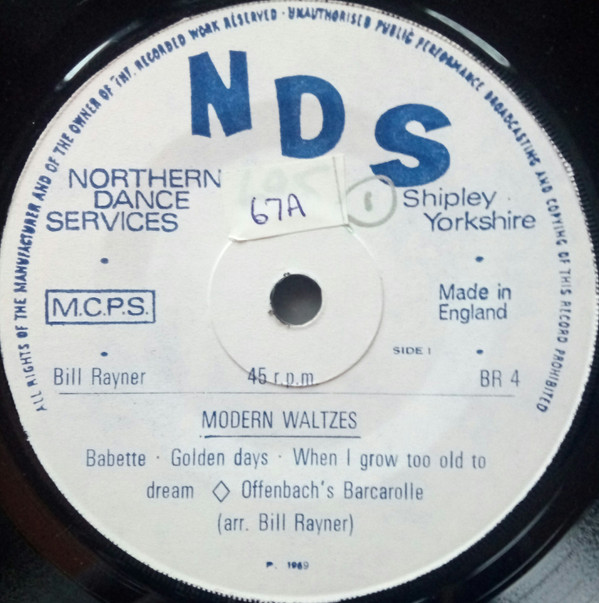 ALL RIGHTS OF THE MANUFACTURER AND OF THE OWNER OF THE RECORDED WORK RESERVED · UNAUTHORISED PUBLIC PERFORMANCE BROADCASTING AND COPYING OF THIS RECORD PROHIBITED
NDS
NORTHERN
DANCE
SERVICES
67A
1
Shipley
Yorkshire
M.C.P.S.
Made in
England
SIDE 1
Bill Rayner
45 r.p.m.
BR 4
MODERN WALTZES
Babette · Golden days · When I grow too old to
dream ◇ Offenbach's Barcarolle
(arr. Bill Rayner)
P. 1969